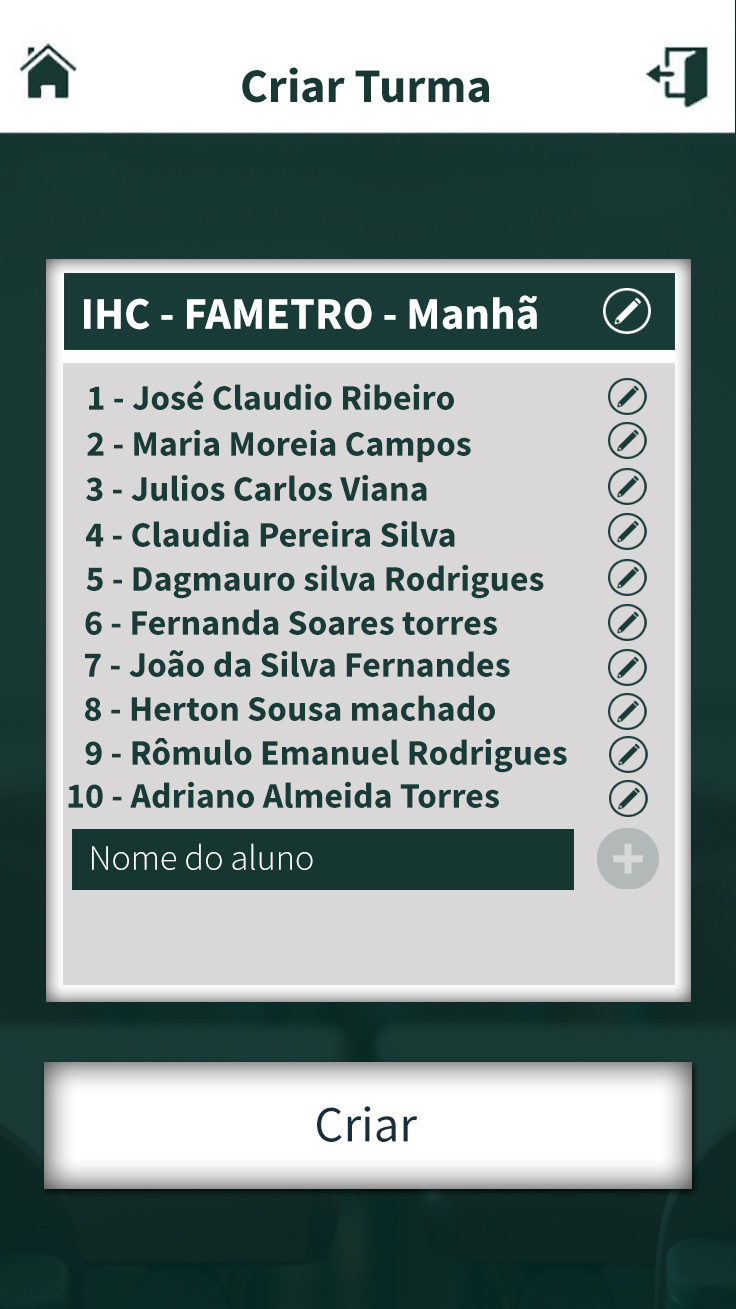 Criar Turma
IHC - FAMETRO - Manhã
1 - José Claudio Ribeiro
2 - Maria Moreia Campos
3 - Julios Carlos Viana
4 - Claudia Pereira Silva
5 - Dagmauro silva Rodrigues
6 - Fernanda Soares torres
7 - João da Silva Fernandes
8 - Herton Sousa machado
9 - Rômulo Emanuel Rodrigues
10 - Adriano Almeida Torres
Nome do aluno
Criar